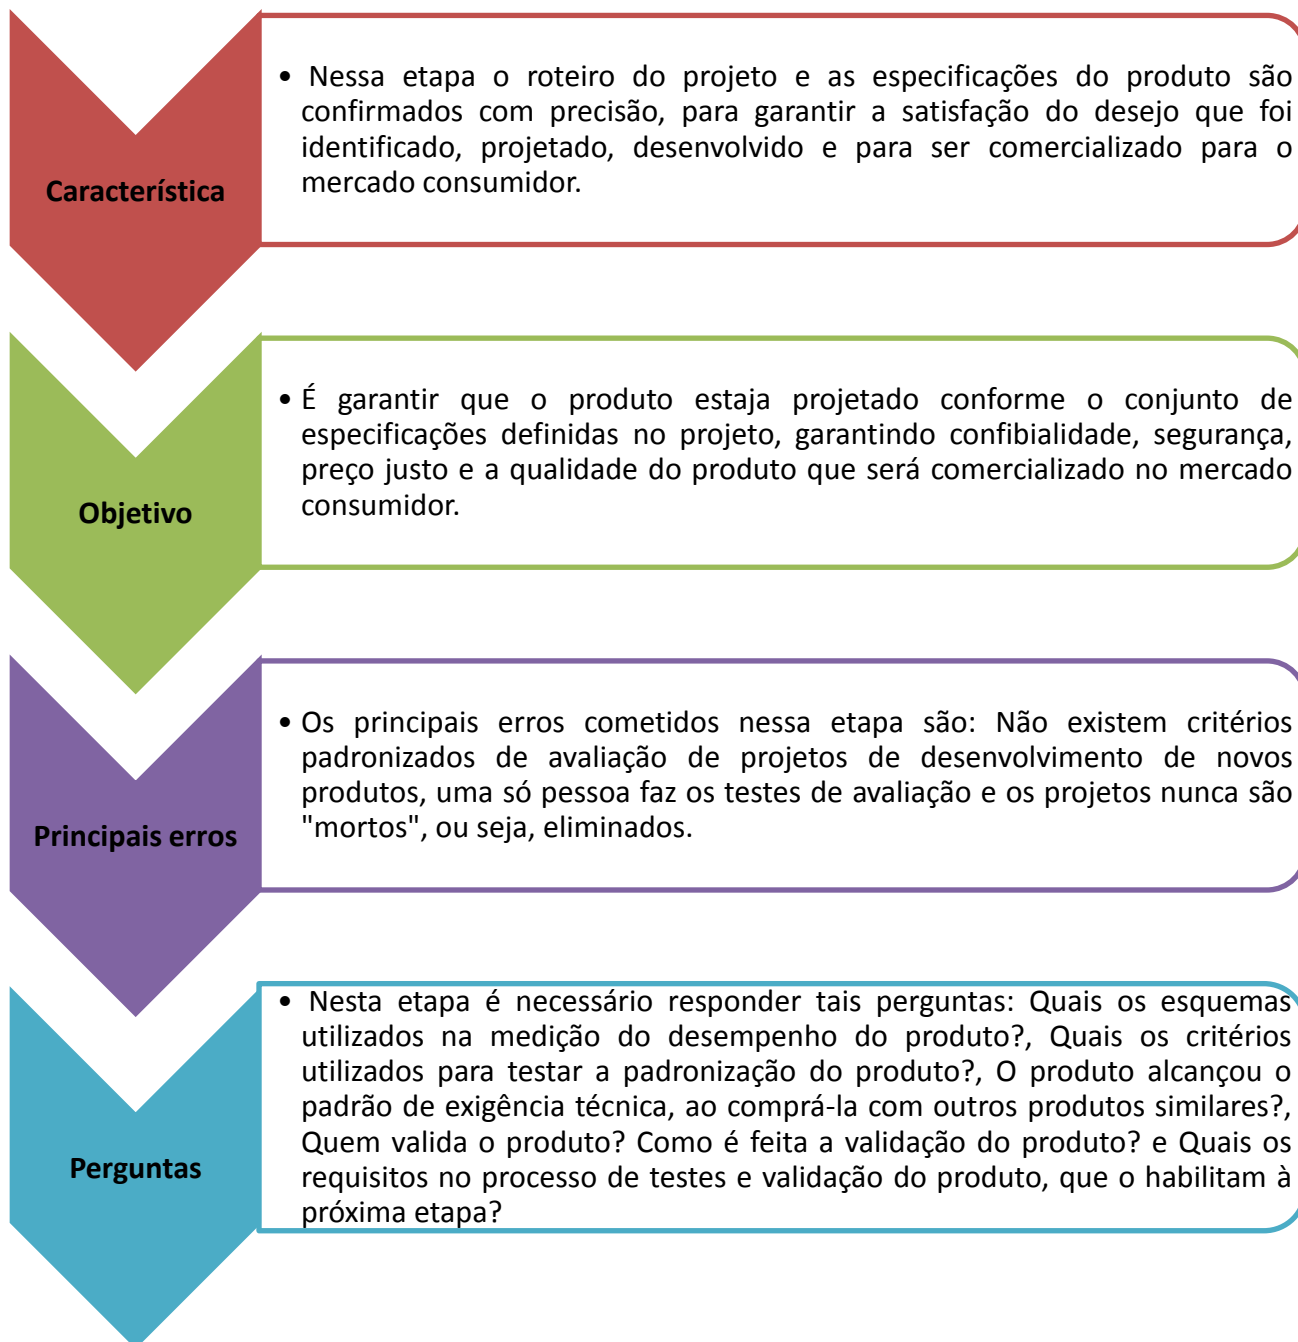 Característica
• Nessa etapa o roteiro do projeto e as especificações do produto são
confirmados com precisão, para garantir a satisfação do desejo que foi
identificado, projetado, desenvolvido e para ser comercializado para o
mercado consumidor.
Objetivo
• É garantir que o produto estaja projetado conforme o conjunto de
especificações definidas no projeto, garantindo confibialidade, segurança,
preço justo e a qualidade do produto que será comercializado no mercado
consumidor.
Principais erros
• Os principais erros cometidos nessa etapa são: Não existem critérios
padronizados de avaliação de projetos de desenvolvimento de novos
produtos, uma só pessoa faz os testes de avaliação e os projetos nunca são
"mortos", ou seja, eliminados.
Perguntas
• Nesta etapa é necessário responder tais perguntas: Quais os esquemas
utilizados na medição do desempenho do produto?, Quais os critérios
utilizados para testar a padronização do produto?, O produto alcançou o
padrão de exigência técnica, ao comprá-la com outros produtos similares?,
Quem valida o produto? Como é feita a validação do produto? e Quais os
requisitos no processo de testes e validação do produto, que o habilitam à
próxima etapa?